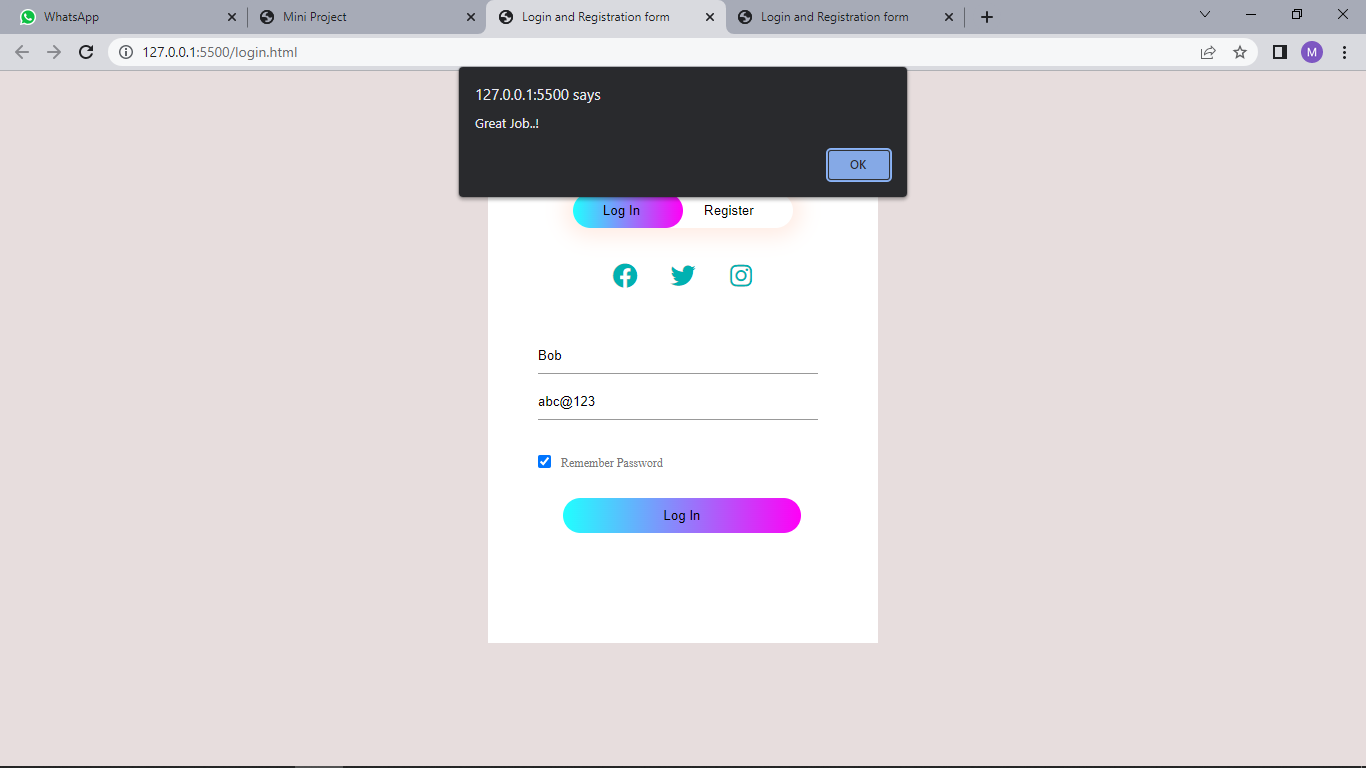 WhatsApp
Mini Project
Login and Registration form
Login and Registration form
127.0.0.1:5500/login.html
M
127.0.0.1:5500 says
Great Job..!
OK
Log In
Register
Bob
abc@123
Remember Password
Log In